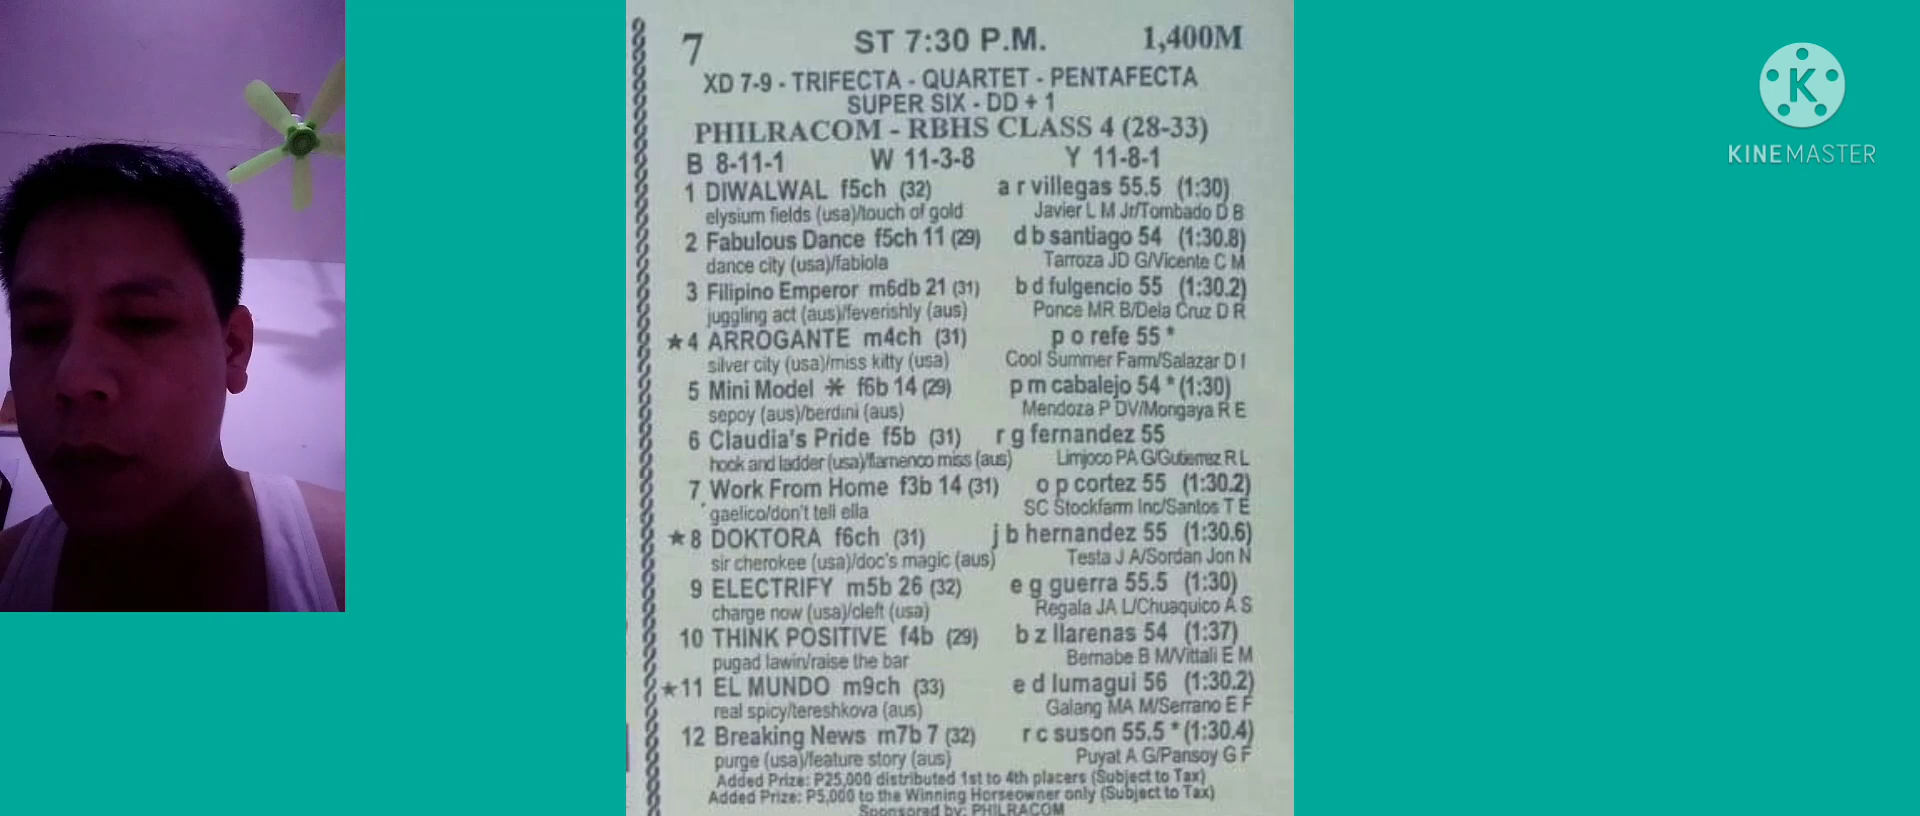 7 ST 7:30 P.M. 1,400M
XD 7-9 - TRIFECTA - QUARTET - PENTAFECTA
SUPER SIX - DD + 1
PHILRACOM - RBHS CLASS 4 (28-33)
B 8-11-1 W 11-3-8 Y 11-8-1
1 DIWALWAL f5ch (32) a r villegas 55.5 (1:30)
elysium fields (usa)/touch of gold Javier L M Jr/Tombado D B
2 Fabulous Dance f5ch 11 (29) d b santiago 54 (1:30.8)
dance city (usa)/fabiola Tarroza JD G/Vicente C M
3 Filipino Emperor m6db 21 (31) b d fulgencio 55 (1:30.2)
juggling act (aus)/feverishly (aus) Ponce MR B/Dela Cruz D R
★4 ARROGANTE m4ch (31) p o refe 55 *
silver city (usa)/miss kitty (usa) Cool Summer Farm/Salazar D I
5 Mini Model * f6b 14 (29) p m cabalejo 54 * (1:30)
sepoy (aus)/berdini (aus) Mendoza P DV/Mongaya R E
6 Claudia's Pride f5b (31) r g fernandez 55
hook and ladder (usa)/flamenco miss (aus) Limjoco PA G/Gutierrez R L
7 Work From Home f3b 14 (31) o p cortez 55 (1:30.2)
gaelico/don't tell ella SC Stockfarm Inc/Santos T E
★8 DOKTORA f6ch (31) j b hernandez 55 (1:30.6)
sir cherokee (usa)/doc's magic (aus) Testa J A/Sordan Jon N
9 ELECTRIFY m5b 26 (32) e g guerra 55.5 (1:30)
charge now (usa)/cleft (usa) Regala JA L/Chuaquico A S
10 THINK POSITIVE f4b (29) b z llarenas 54 (1:37)
pugad lawin/raise the bar Bernabe B M/Vittali E M
★11 EL MUNDO m9ch (33) e d lumagui 56 (1:30.2)
real spicy/tereshkova (aus) Galang MA M/Serrano E F
12 Breaking News m7b 7 (32) r c suson 55.5 * (1:30.4)
purge (usa)/feature story (aus) Puyat A G/Pansoy G F
Added Prize: P25,000 distributed 1st to 4th placers (Subject to Tax)
Added Prize: P5,000 to the Winning Horseowner only (Subject to Tax)
Sponsored by: PHILRACOM
K
KINEMASTER